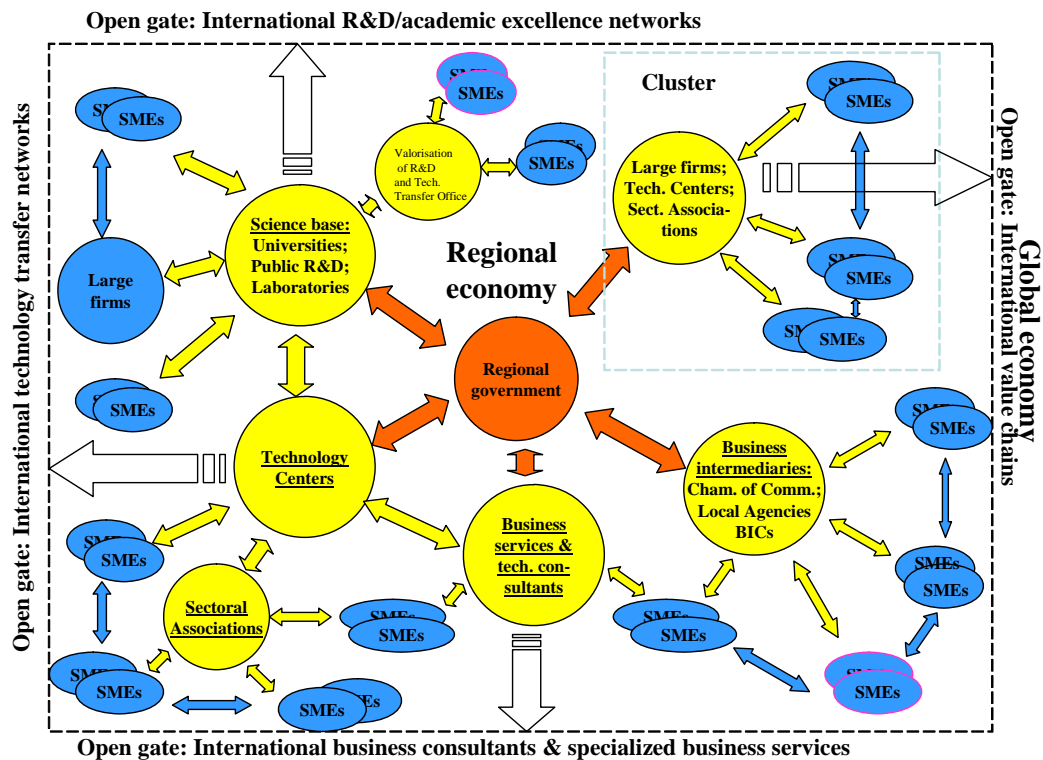 Open gate: International R&D/academic excellence networks
Cluster
SMEs
SMEs
SMEs
SMEs
SMEs
Valorisation
of R&D
and Tech.
Transfer Office
Large firms;
Tech. Centers;
Sect. Associa-
tions
Science base:
Universities;
Public R&D;
Laboratories
Regional
economy
Large
firms
SMEs
SMEs
SMEs
Regional
government
SMEs
Open gate: International technology transfer networks
Open gate: International value chains
Global economy
Technology
Centers
Business
intermediaries:
Cham. of Comm.;
Local Agencies
BICs
Business
services &
tech. con-
sultants
SMEs
SMEs
SMEs
Sectoral
Associations
SMEs
SMEs
SMEs
SMEs
SMEs
SMEs
SMEs
Open gate: International business consultants & specialized business services